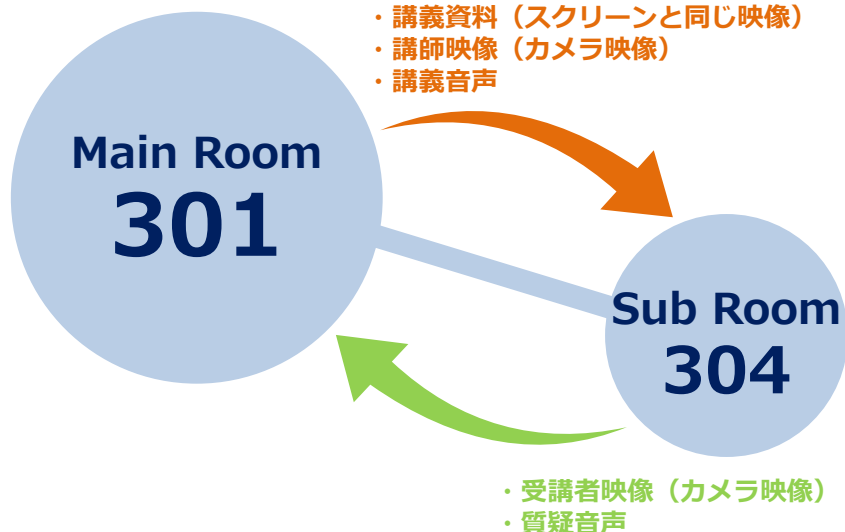 ・講義資料（スクリーンと同じ映像）
・講師映像（カメラ映像）
・講義音声
Main Room
301
Sub Room
304
・受講者映像（カメラ映像）
・質疑音声